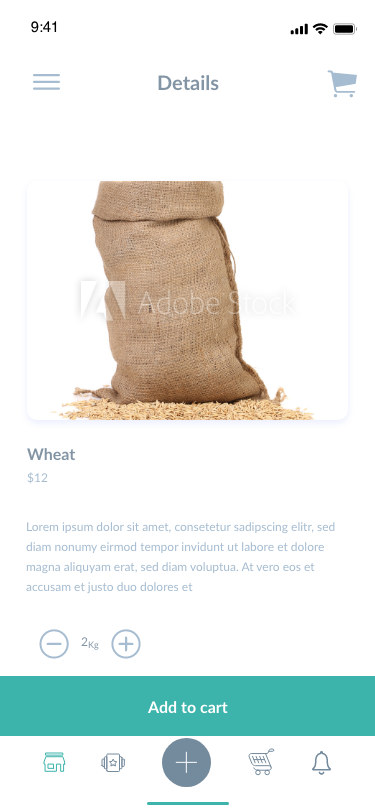 9:41
Details
Adobe Stock
Wheat
$12
Lorem ipsum dolor sit amet, consetetur sadipscing elitr, sed
diam nonumy eirmod tempor invidunt ut labore et dolore
magna aliquyam erat, sed diam voluptua. At vero eos et
accusam et justo duo dolores et
2Kg
Add to cart